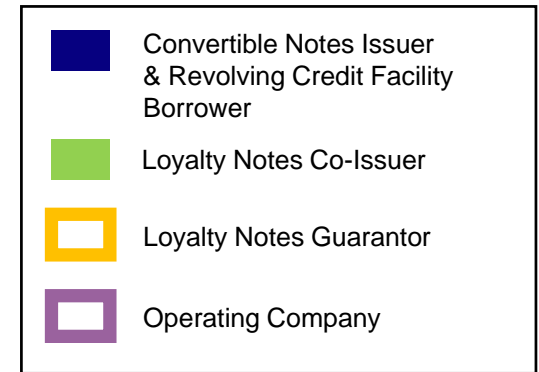 Convertible Notes Issuer
& Revolving Credit Facility
Borrower
Loyalty Notes Co-Issuer
Loyalty Notes Guarantor
Operating Company